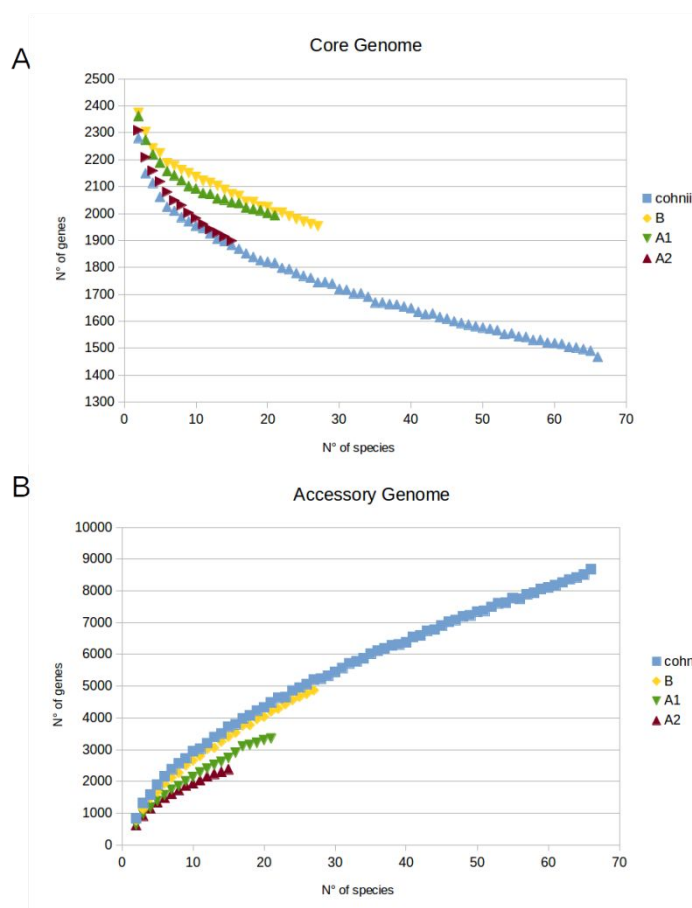 A
Core Genome
2500
2400
2300
2200
2100
2000
1900
1800
1700
1600
1500
1400
1300
N° of genes
0 10 20 30 40 50 60 70
N° of species
cohnii
B
A1
A2
B
Accessory Genome
10000
9000
8000
7000
6000
5000
4000
3000
2000
1000
0
N° of genes
0 10 20 30 40 50 60 70
N° of species
cohn
B
A1
A2